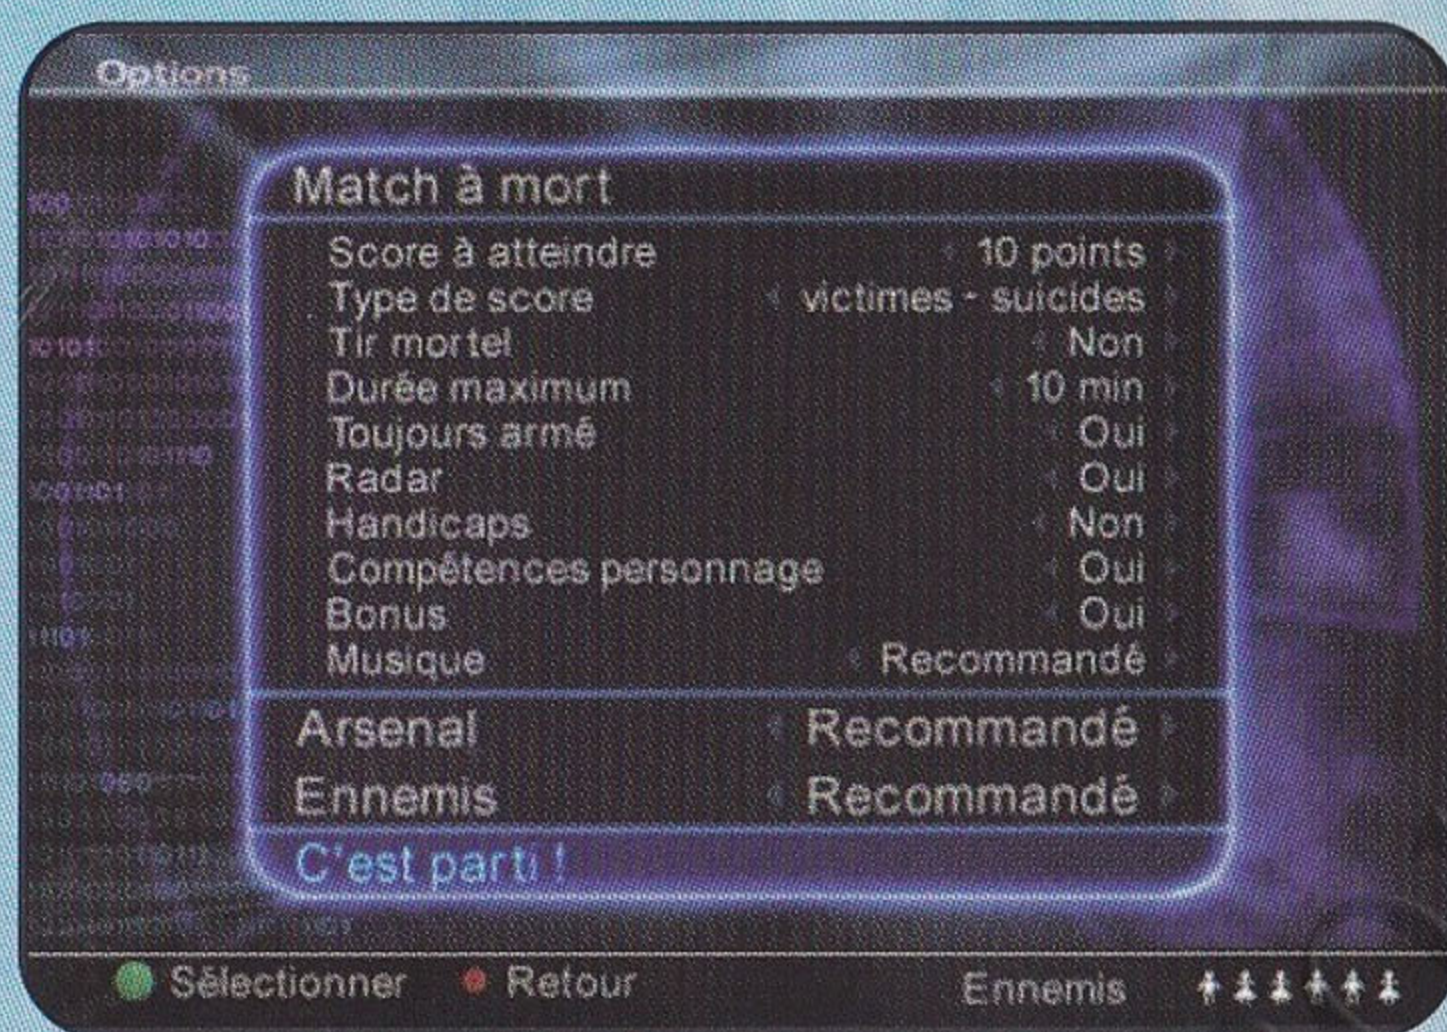 Options
Match à mort
Score à atteindre 10 points
Type de score victimes - suicides
Tir mortel Non
Durée maximum 10 min
Toujours armé Oui
Radar Oui
Handicaps Non
Compétences personnage Oui
Bonus Oui
Musique Recommandé
Arsenal Recommandé
Ennemis Recommandé
C'est parti !
Sélectionner Retour Ennemis